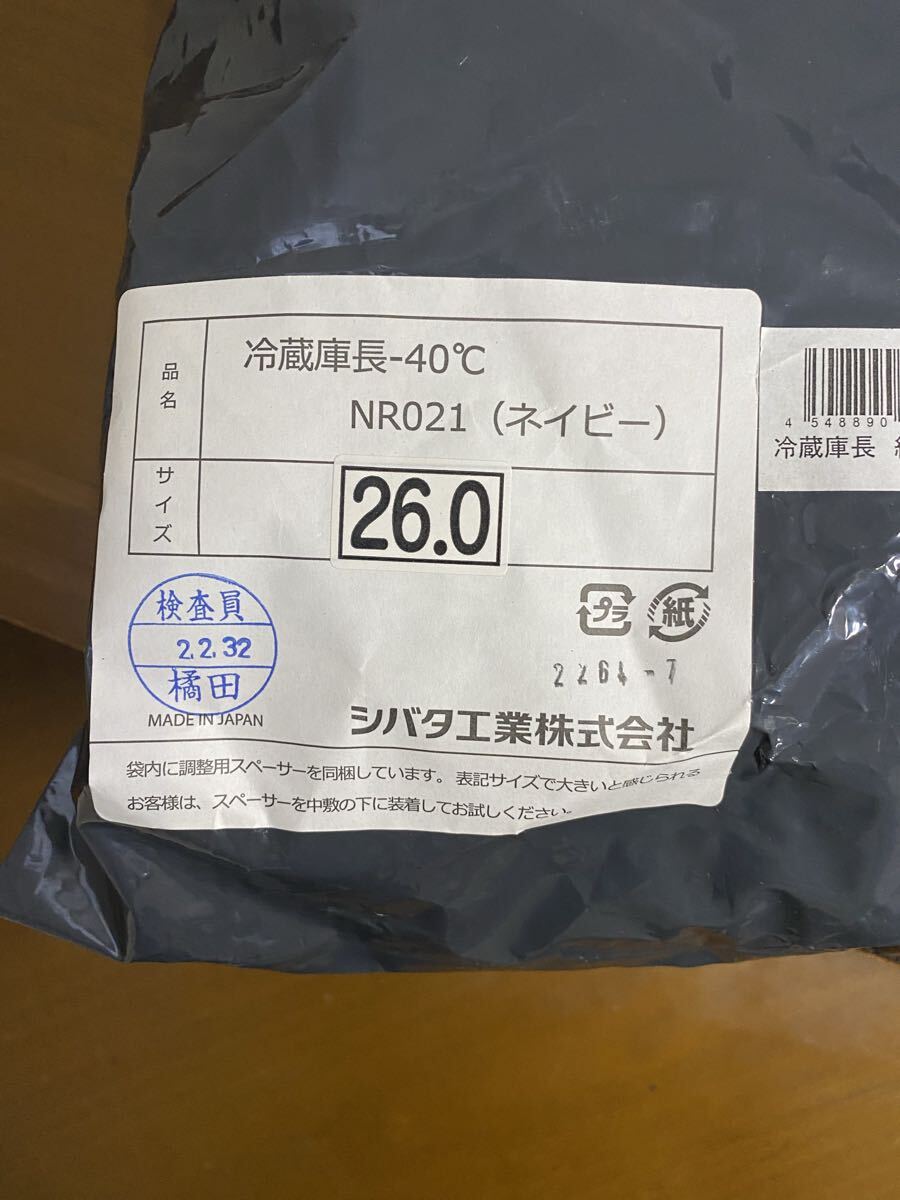 品名
冷蔵庫長-40℃
NR021（ネイビー）
サイズ
26.0
4 548890
冷蔵庫長
検査員
2.2.32
橘田
MADE IN JAPAN
プラ
紙
シバタ工業株式会社
袋内に調整用スペーサーを同梱しています。表記サイズで大きいと感じられる
お客様は、スペーサーを中敷の下に装着してお試しください。